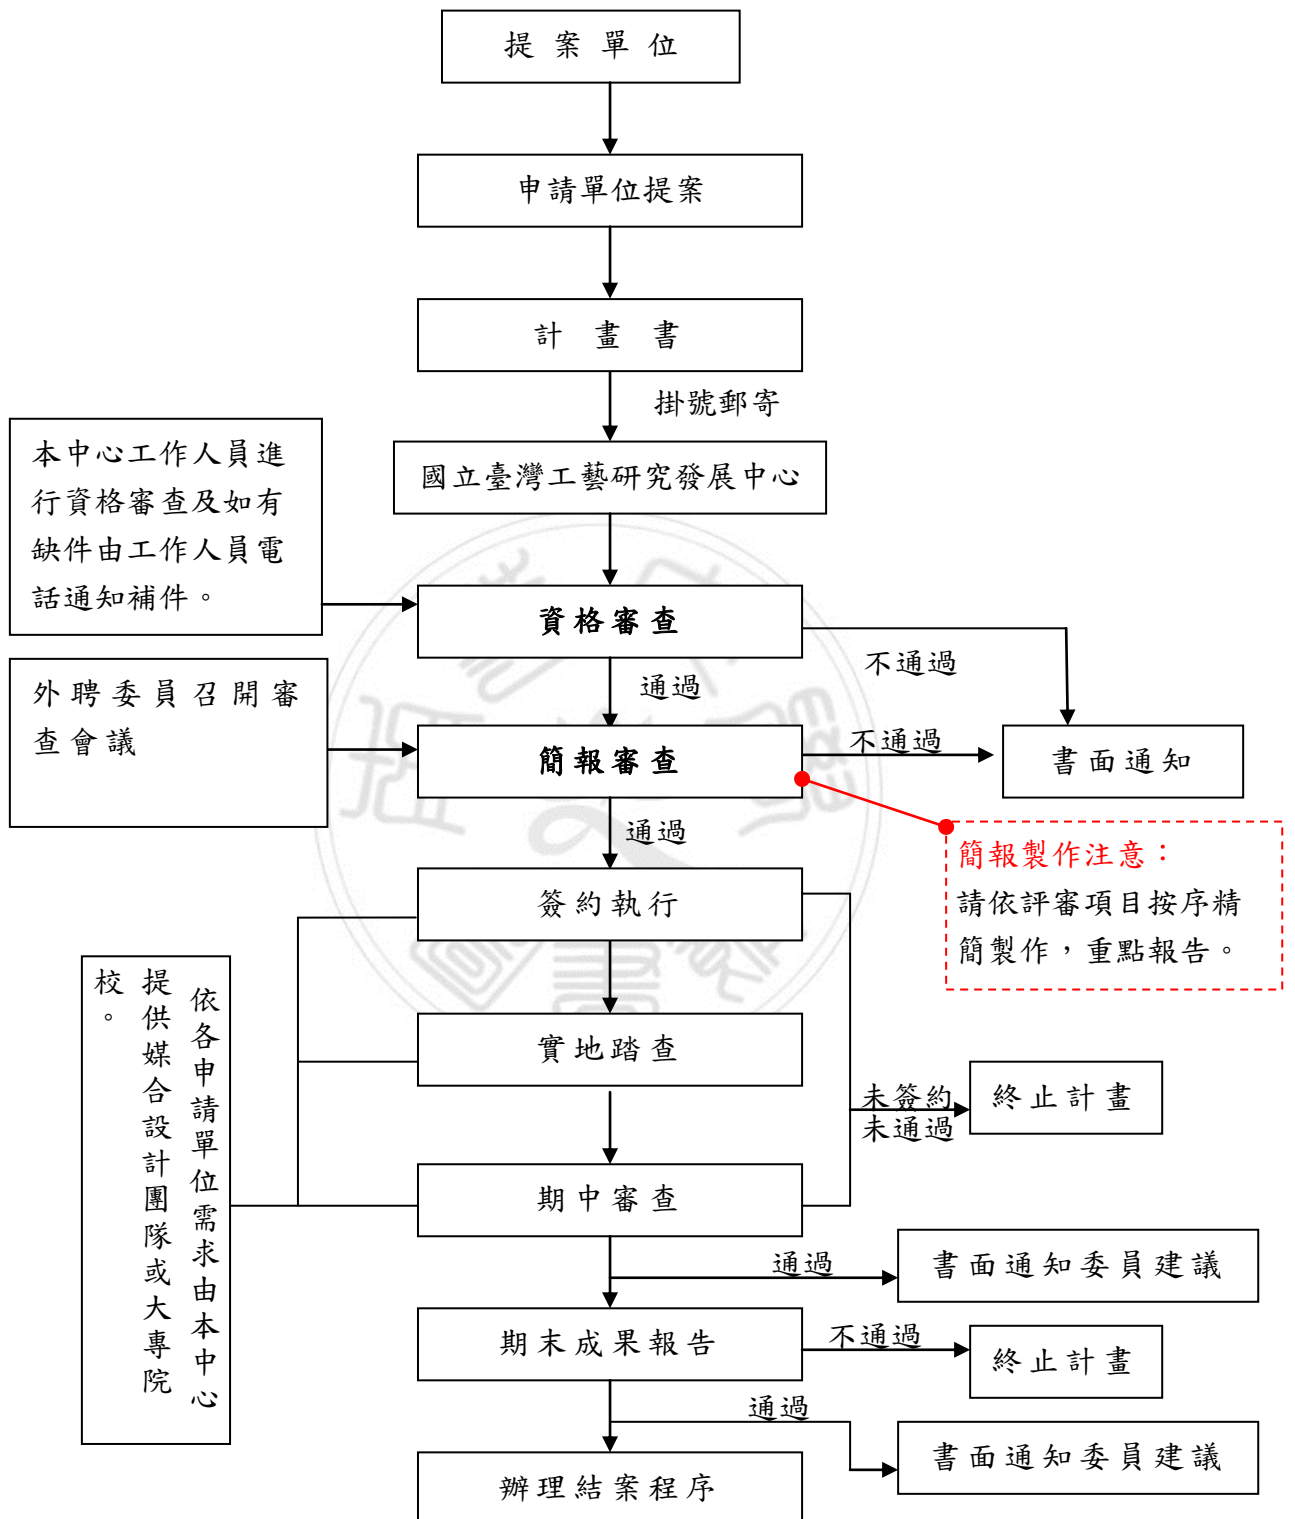 提案單位
申請單位提案
計畫書
掛號郵寄
國立臺灣工藝研究發展中心
本中心工作人員進
行資格審查及如有
缺件由工作人員電
話通知補件。
資格審查
不通過
通過
外聘委員召開審
查會議
簡報審查
不通過
書面通知
通過
簡報製作注意：
請依評審項目按序精
簡製作，重點報告。
簽約執行
依各申請單位需求由本中心
提供媒合設計團隊或大專院
校。
實地踏查
未簽約
未通過
終止計畫
期中審查
通過
書面通知委員建議
期末成果報告
不通過
終止計畫
通過
書面通知委員建議
辦理結案程序